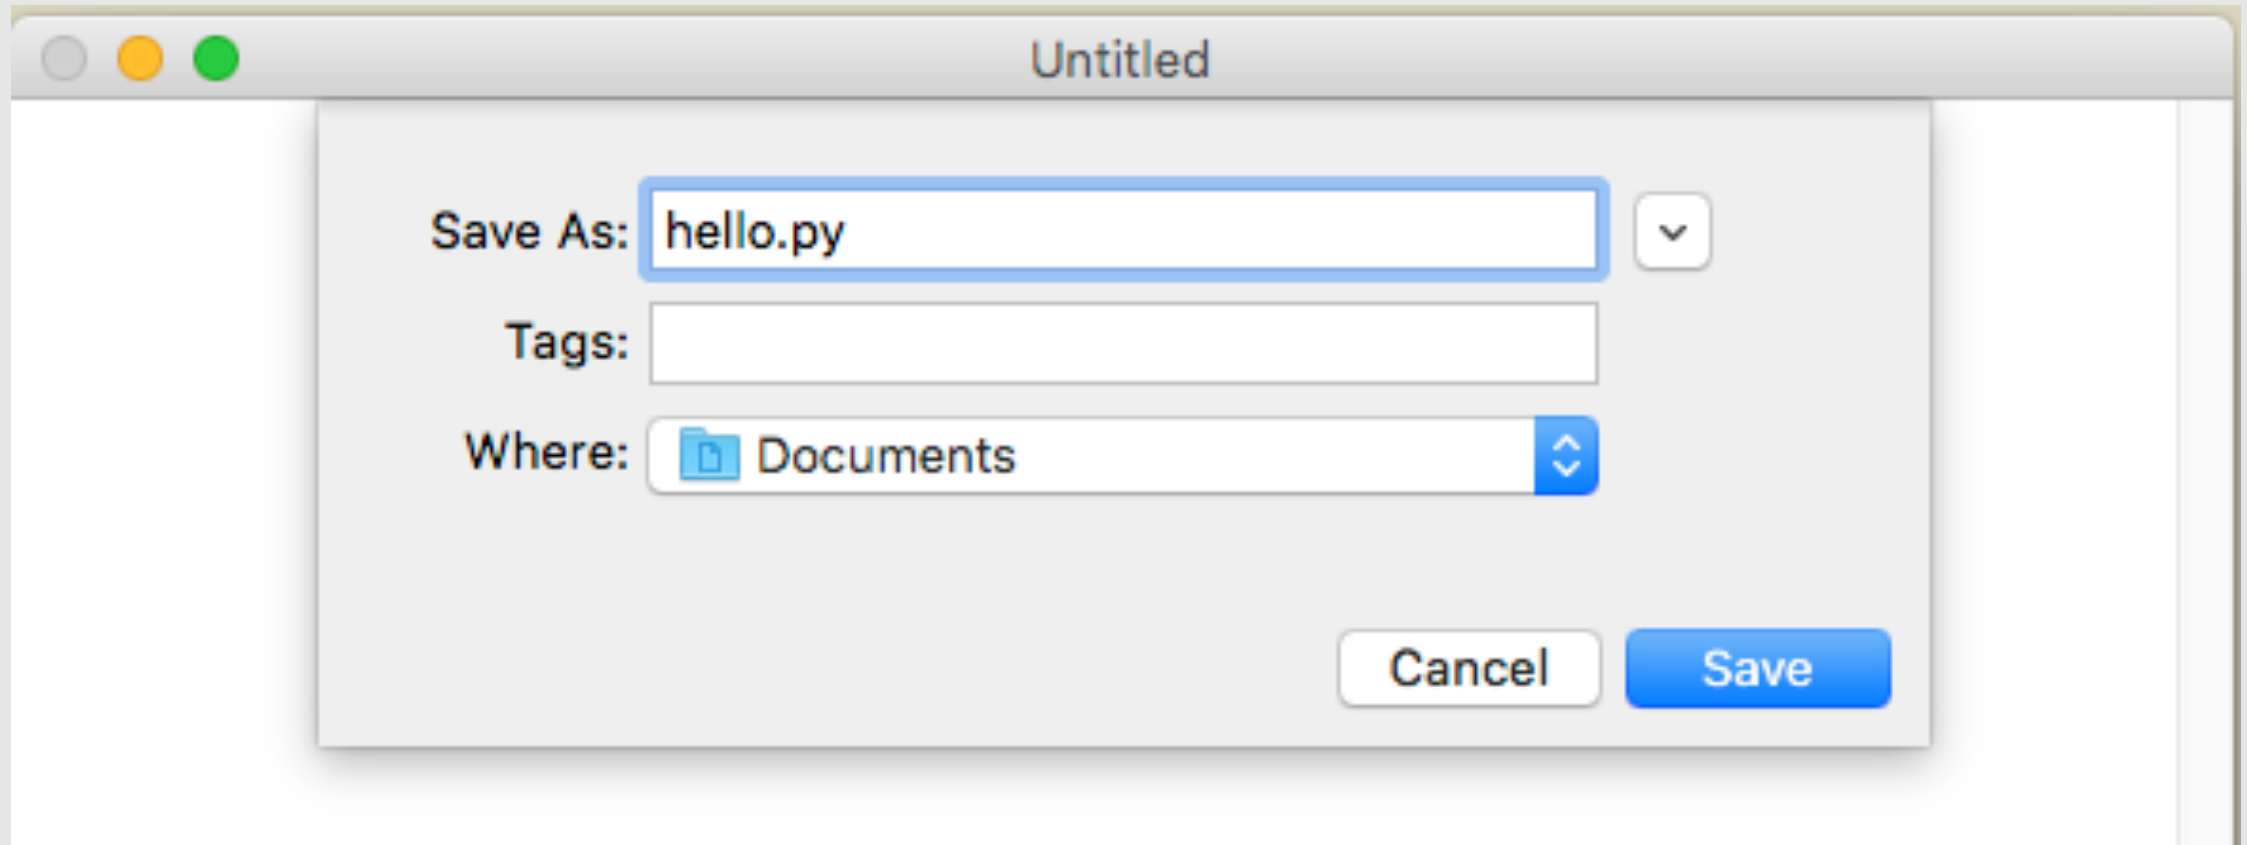 Untitled
Save As: hello.py
Tags:
Where: Documents
Cancel Save